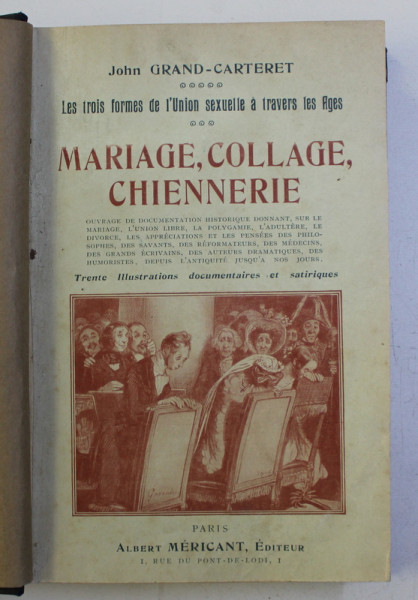 John GRAND-CARTERET
Les trois formes de l'Union sexuelle à travers les Ages
MARIAGE, COLLAGE,
CHIENNERIE
OUVRAGE DE DOCUMENTATION HISTORIQUE DONNANT, SUR LE
MARIAGE, L'UNION LIBRE, LA POLYGAMIE, L'ADULTÈRE, LE
DIVORCE, LES APPRÉCIATIONS ET LES PENSÉES DES PHILO-
SOPHES, DES SAVANTS, DES RÉFORMATEURS, DES MÉDECINS,
DES GRANDS ÉCRIVAINS, DES AUTEURS DRAMATIQUES, DES
HUMORISTES, DEPUIS L'ANTIQUITÉ JUSQU'A NOS JOURS.
Trente Illustrations documentaires et satiriques
PARIS
ALBERT MÉRICANT, ÉDITEUR
1, RUE DU PONT-DE-LODI, 1